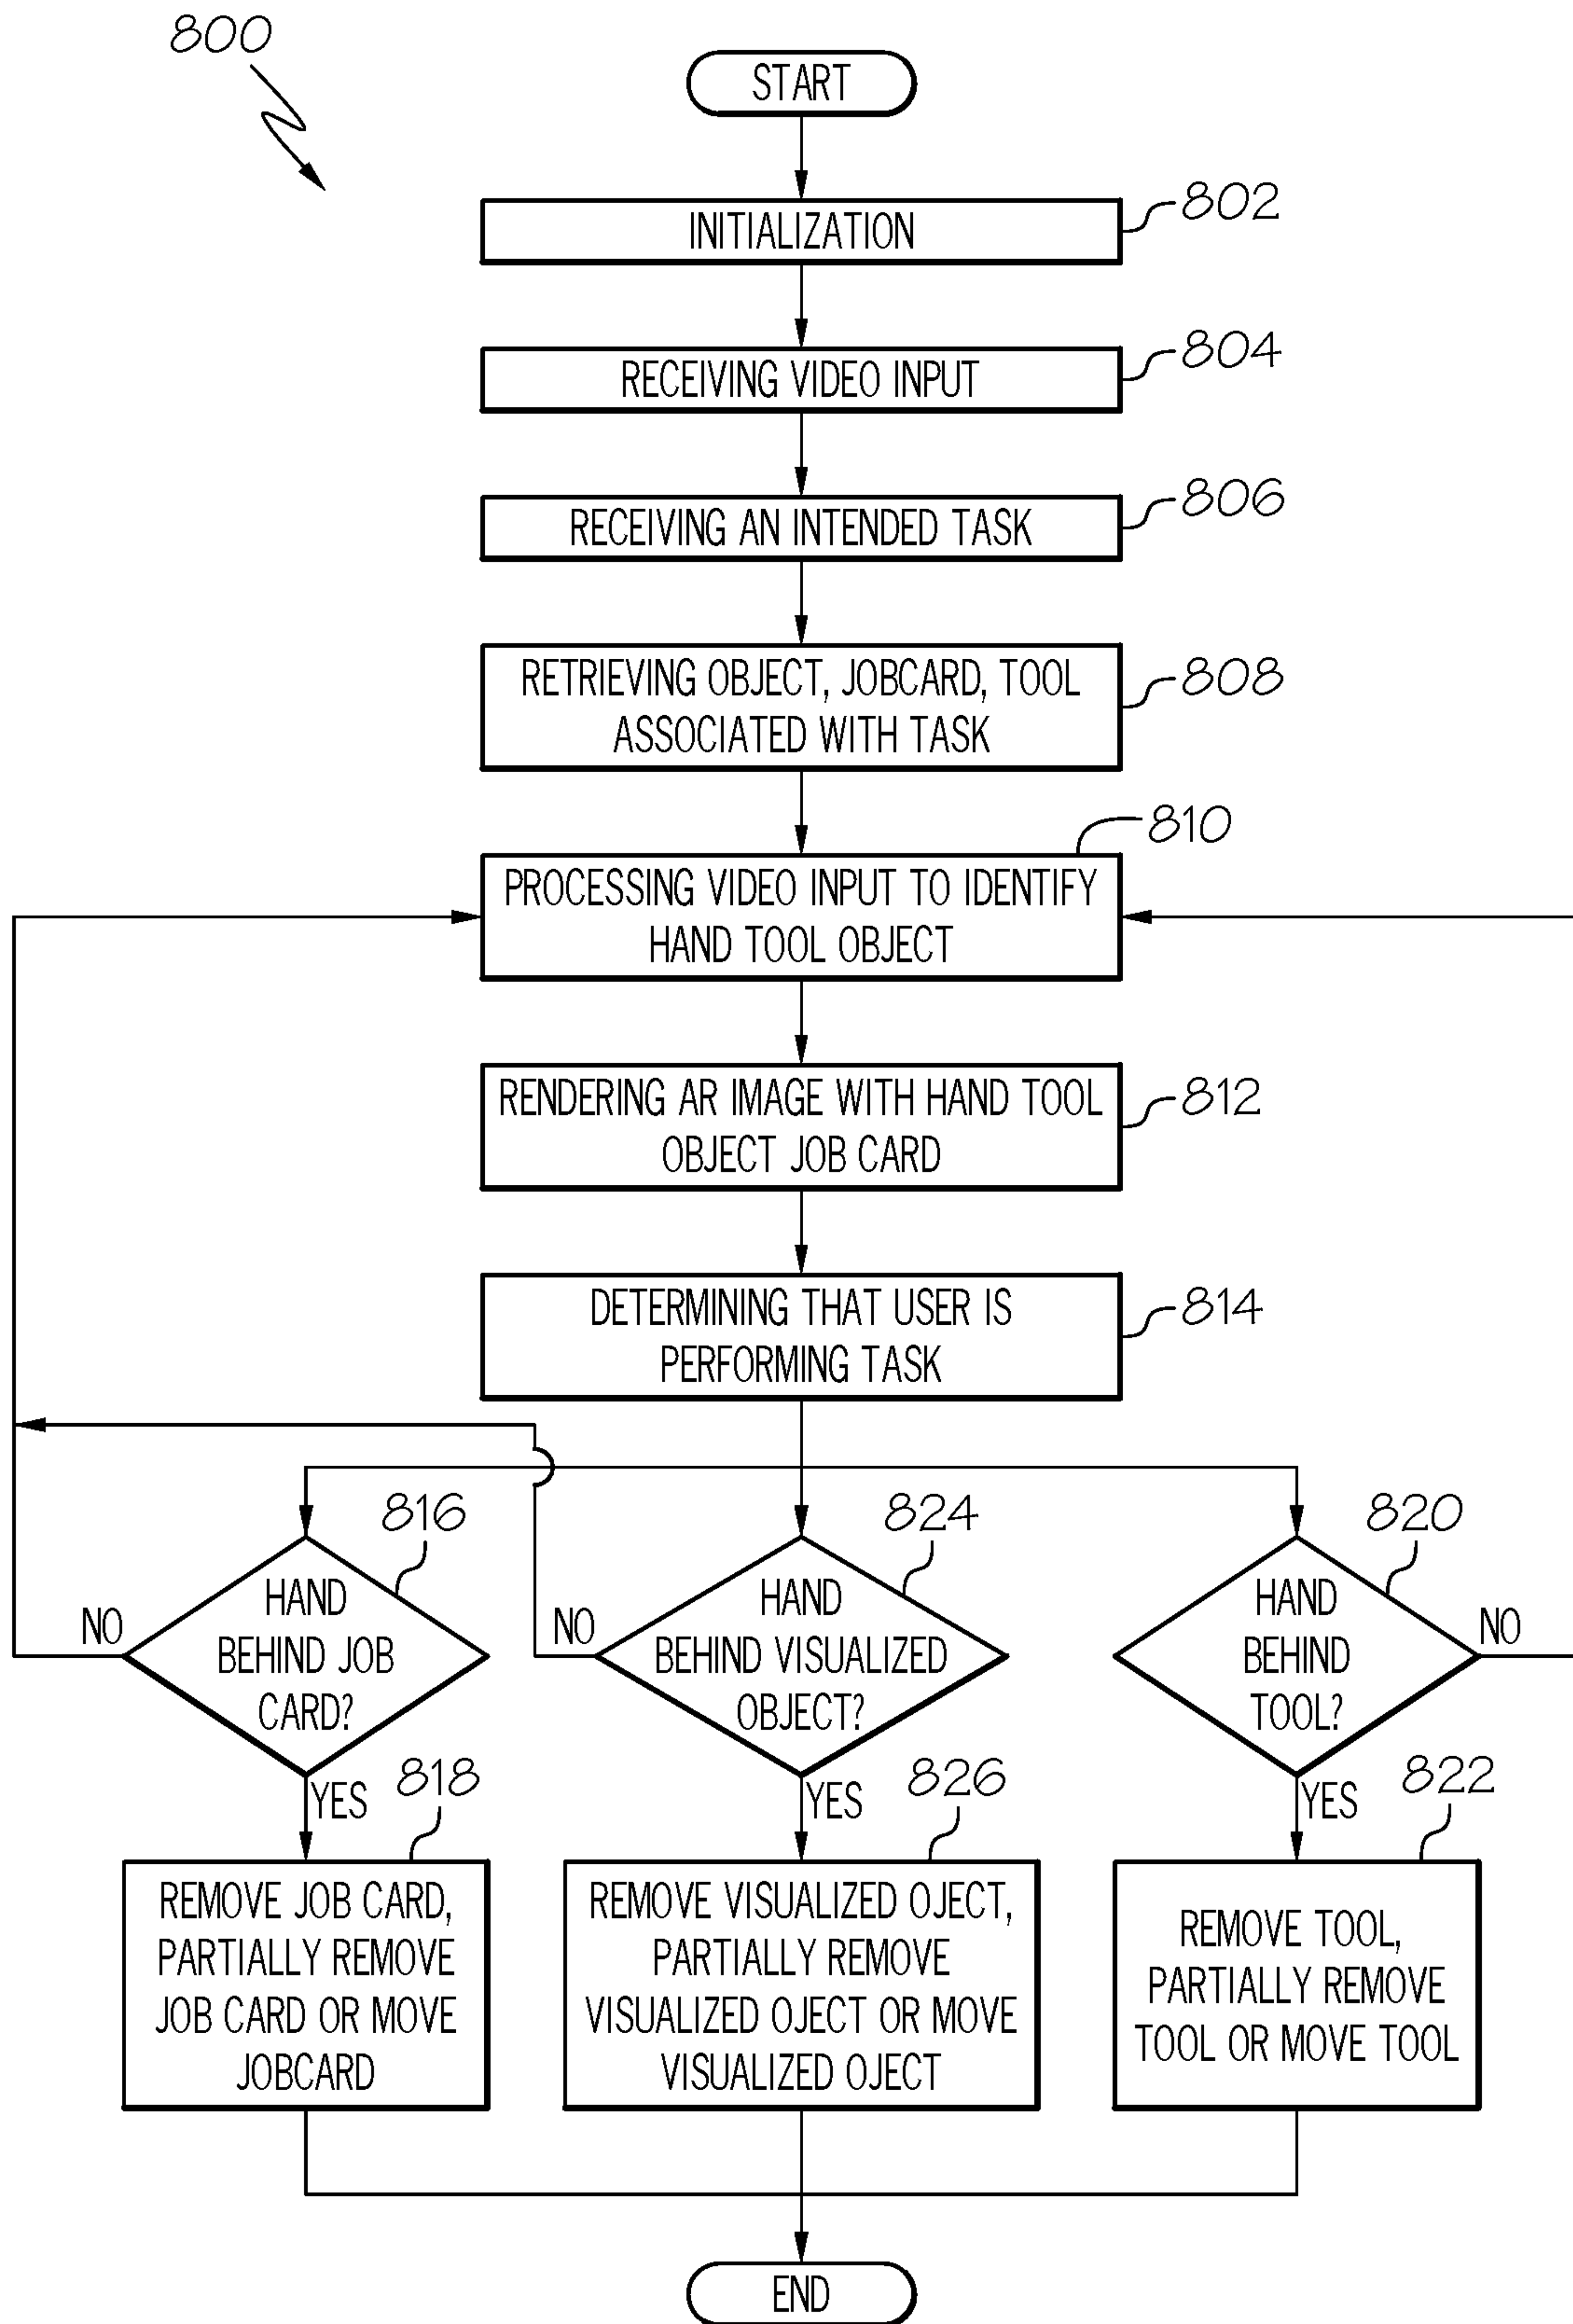 800
START
INITIALIZATION
802
RECEIVING VIDEO INPUT
804
RECEIVING AN INTENDED TASK
806
RETRIEVING OBJECT, JOBCARD, TOOL
ASSOCIATED WITH TASK
808
810
PROCESSING VIDEO INPUT TO IDENTIFY
HAND TOOL OBJECT
RENDERING AR IMAGE WITH HAND TOOL
OBJECT JOB CARD
812
DETERMINING THAT USER IS
PERFORMING TASK
814
816
HAND
BEHIND JOB
CARD?
NO
YES
824
HAND
BEHIND VISUALIZED
OBJECT?
NO
YES
820
HAND
BEHIND
TOOL?
NO
YES
818
REMOVE JOB CARD,
PARTIALLY REMOVE
JOB CARD OR MOVE
JOBCARD
826
REMOVE VISUALIZED OJECT,
PARTIALLY REMOVE
VISUALIZED OJECT OR MOVE
VISUALIZED OJECT
822
REMOVE TOOL,
PARTIALLY REMOVE
TOOL OR MOVE TOOL
END